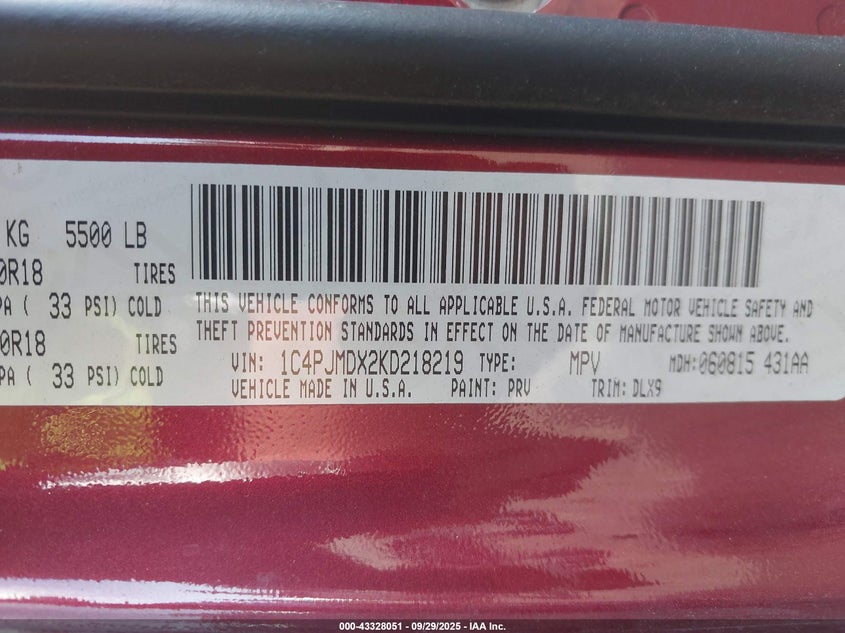 KG 5500 LB
0R18 TIRES
PA ( 33 PSI) COLD
0R18 TIRES
PA ( 33 PSI) COLD
THIS VEHICLE CONFORMS TO ALL APPLICABLE U.S.A. FEDERAL MOTOR VEHICLE SAFETY AND
THEFT PREVENTION STANDARDS IN EFFECT ON THE DATE OF MANUFACTURE SHOWN ABOVE.
VIN: 1C4PJMDX2KD218219 TYPE: MPV MDH:060815 431AA
VEHICLE MADE IN U.S.A. PAINT: PRV TRIM: DLX9
000-43328051 - 09/29/2025 - IAA Inc.